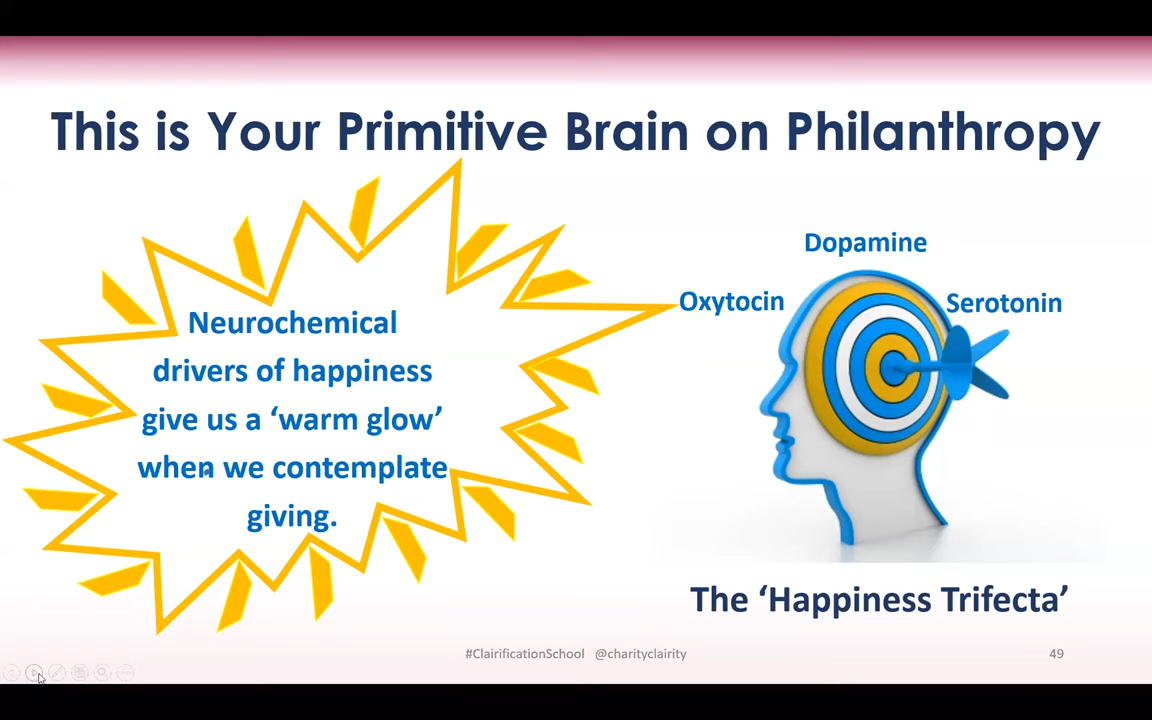 This is Your Primitive Brain on Philanthropy
Neurochemical
drivers of happiness
give us a ‘warm glow’
when we contemplate
giving.
Dopamine
Oxytocin
Serotonin
The ‘Happiness Trifecta’
#ClairificationSchool @charityclairity
49